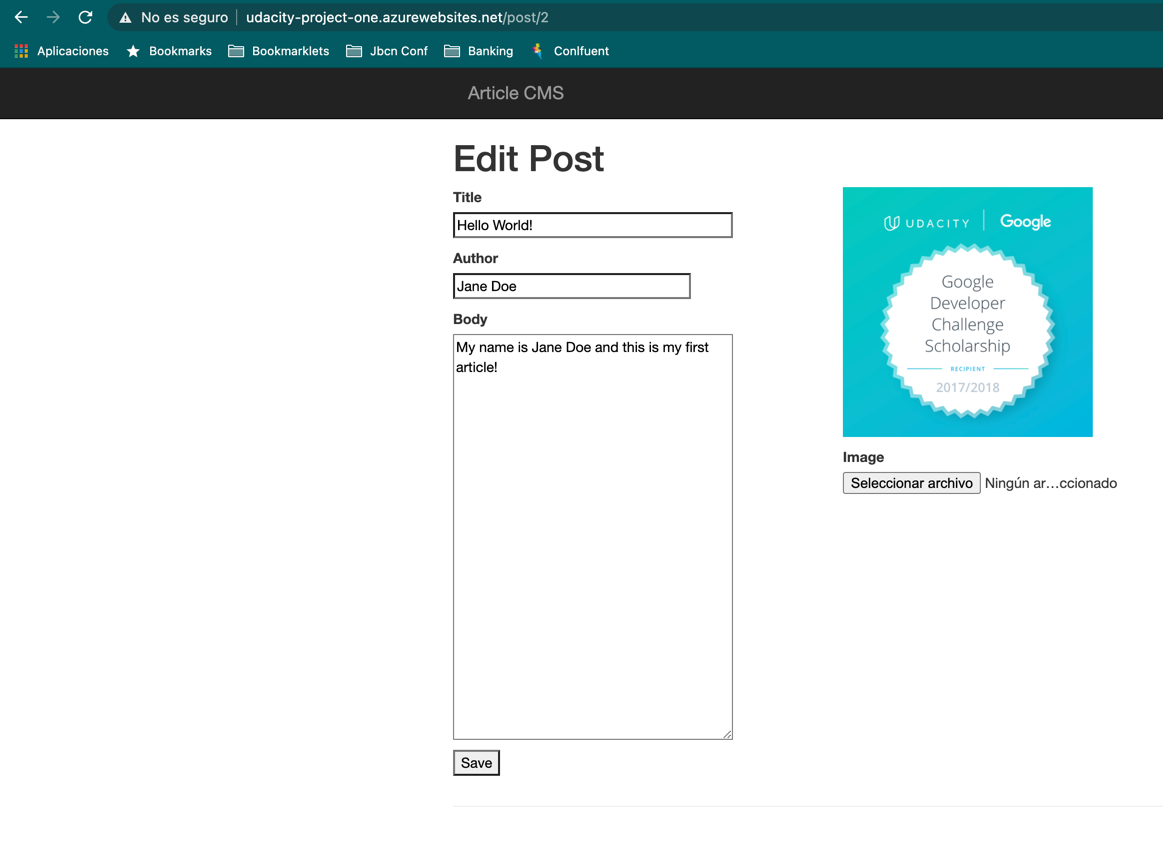 No es seguro udacity-project-one.azurewebsites.net/post/2
Aplicaciones Bookmarks Bookmarklets Jbcn Conf Banking Conlfuent
Article CMS
Edit Post
Title
Hello World!
Author
Jane Doe
Body
My name is Jane Doe and this is my first
article!
Save
UDACITY Google
Google
Developer
Challenge
Scholarship
RECIPIENT
2017/2018
Image
Seleccionar archivo Ningún ar…ccionado